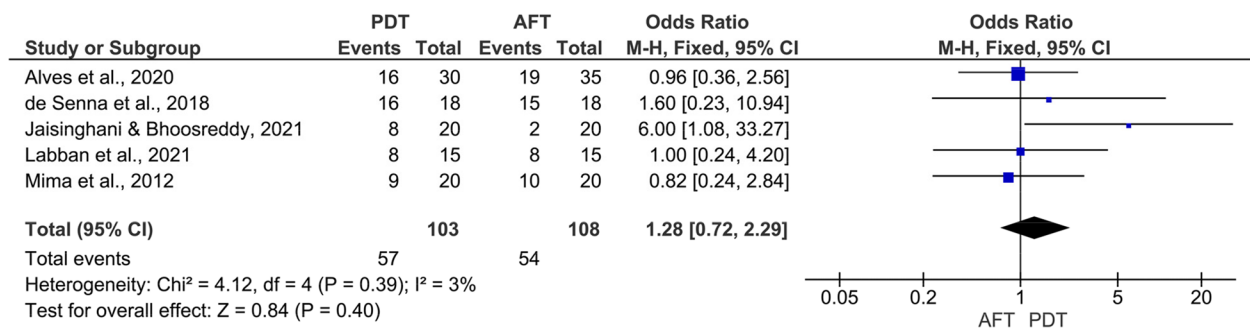 PDT AFT Odds Ratio Odds Ratio
Study or Subgroup Events Total Events Total M-H, Fixed, 95% CI M-H, Fixed, 95% CI
Alves et al., 2020 16 30 19 35 0.96 [0.36, 2.56]
de Senna et al., 2018 16 18 15 18 1.60 [0.23, 10.94]
Jaisinghani & Bhoosreddy, 2021 8 20 2 20 6.00 [1.08, 33.27]
Labban et al., 2021 8 15 8 15 1.00 [0.24, 4.20]
Mima et al., 2012 9 20 10 20 0.82 [0.24, 2.84]
Total (95% CI) 103 108 1.28 [0.72, 2.29]
Total events 57 54
Heterogeneity: Chi² = 4.12, df = 4 (P = 0.39); I² = 3%
Test for overall effect: Z = 0.84 (P = 0.40)
0.05 0.2 1 5 20
AFT PDT